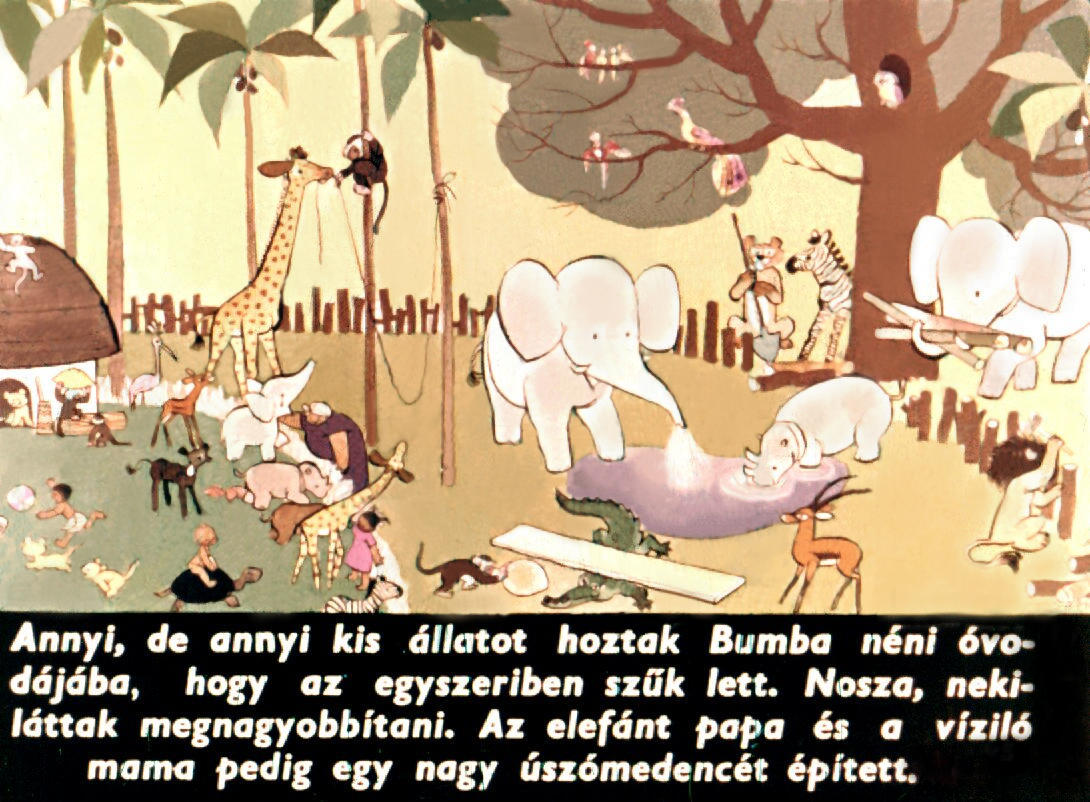 Annyi, de annyi kis állatot hoztak Bumba néni óvo-
dájába, hogy az egyszeriben szűk lett. Nosza, neki-
láttak megnagyobbítani. Az elefánt papa és a víziló
mama pedig egy nagy úszómedencét épített.